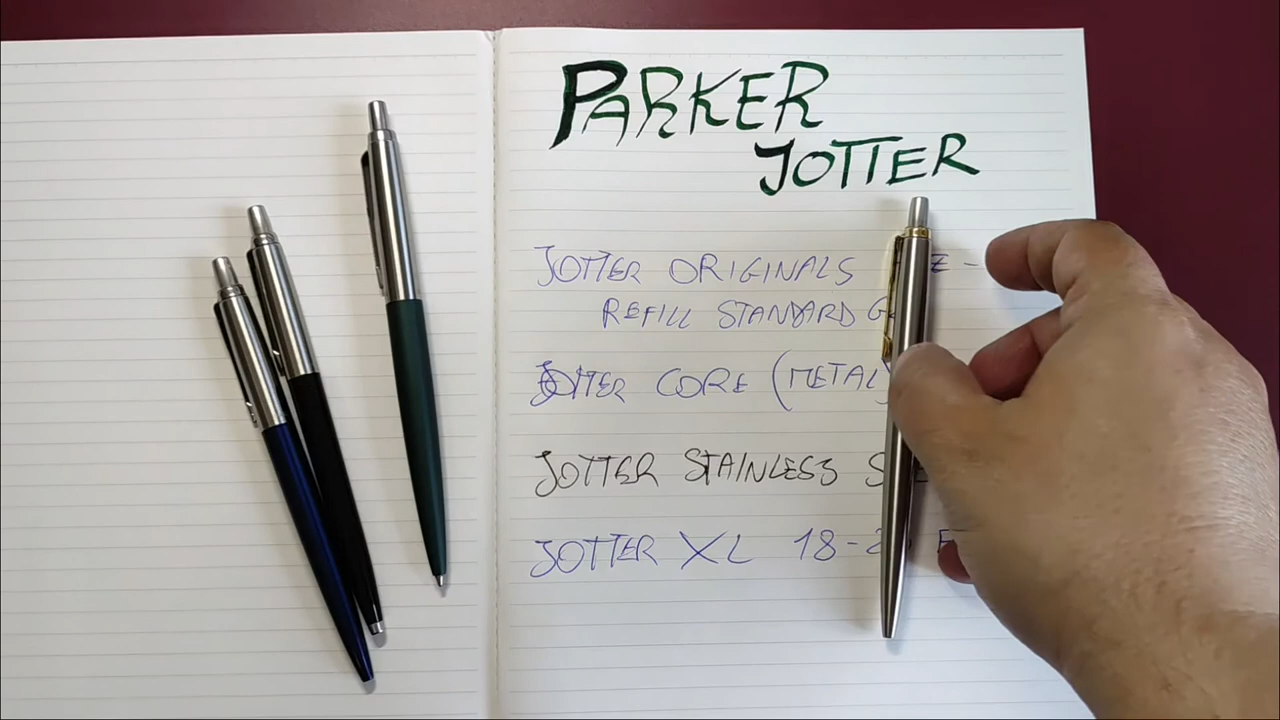 PARKER
JOTTER
JOTTER ORIGINALS
REFILL STANDARD
JOTTER CORE (METAL)
JOTTER STAINLESS
JOTTER XL 18-